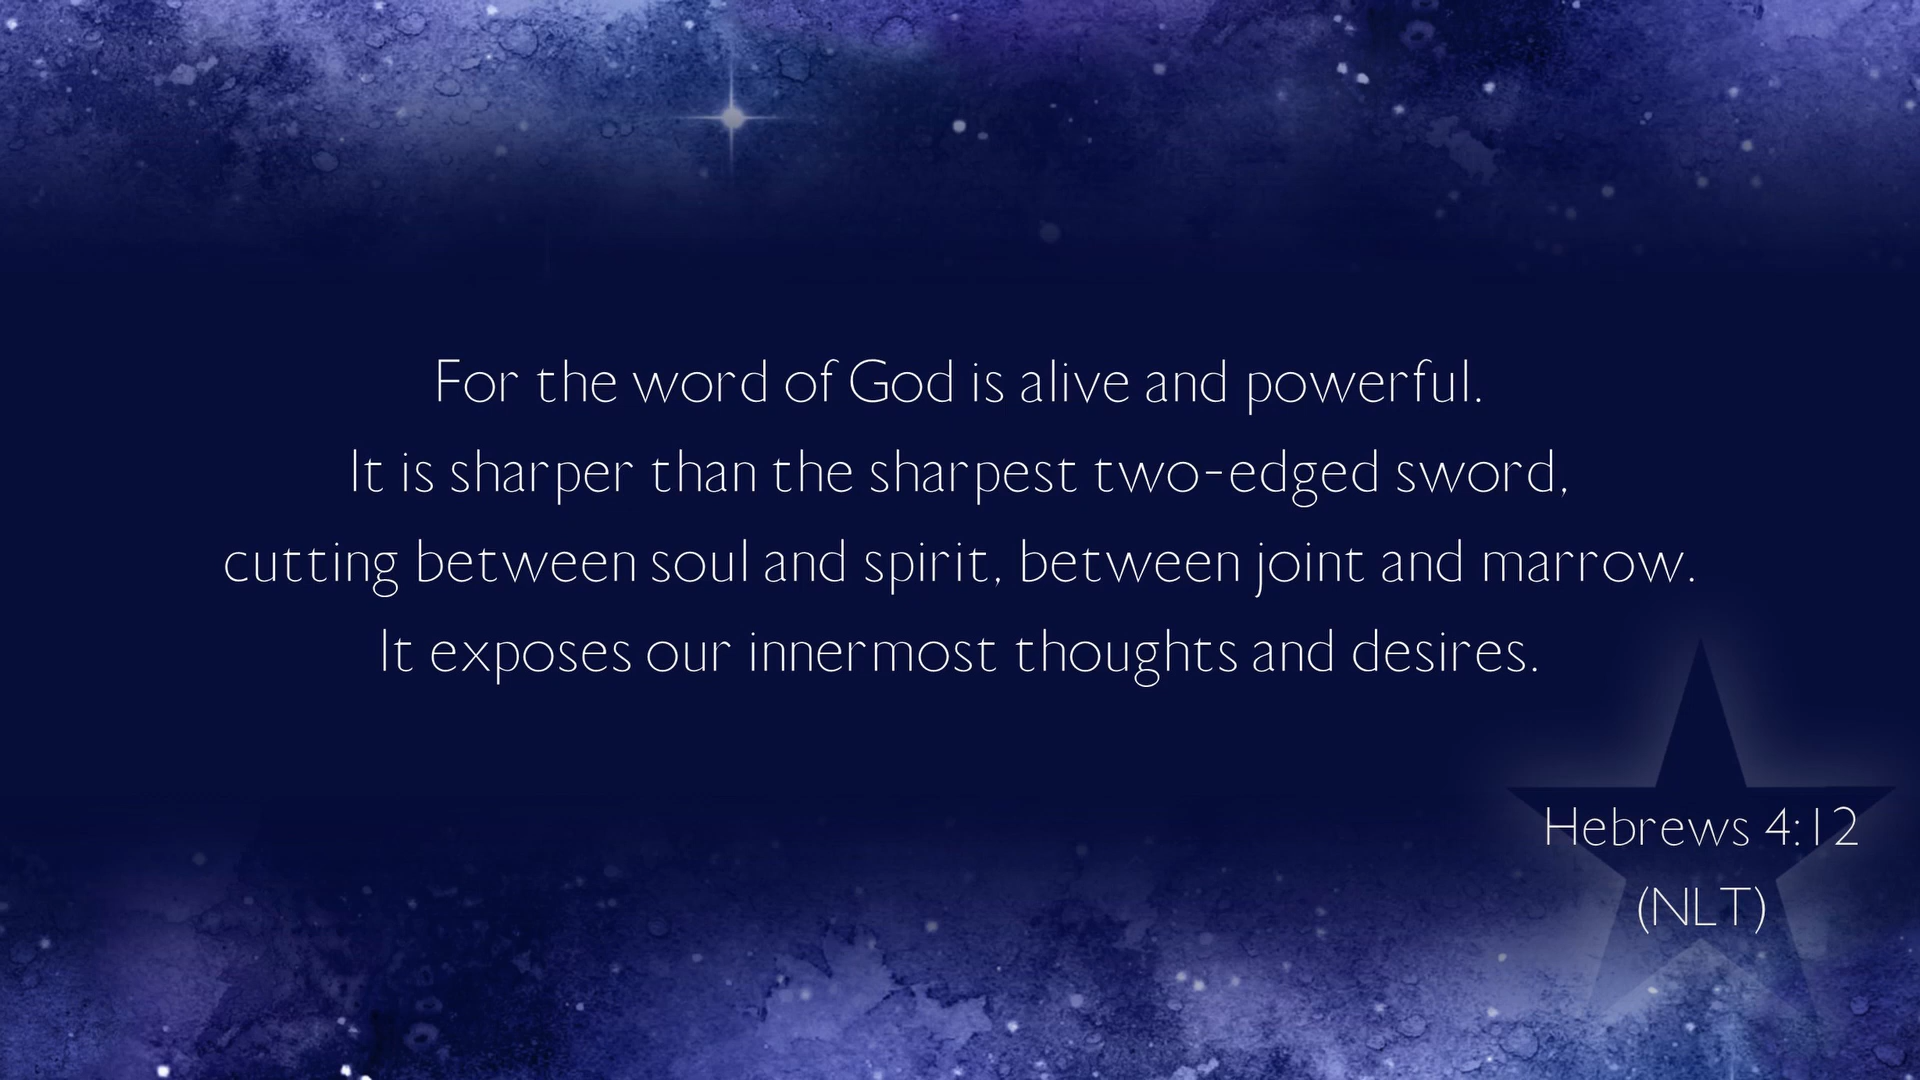 For the word of God is alive and powerful.
It is sharper than the sharpest two-edged sword,
cutting between soul and spirit, between joint and marrow.
It exposes our innermost thoughts and desires.
Hebrews 4:12
(NLT)